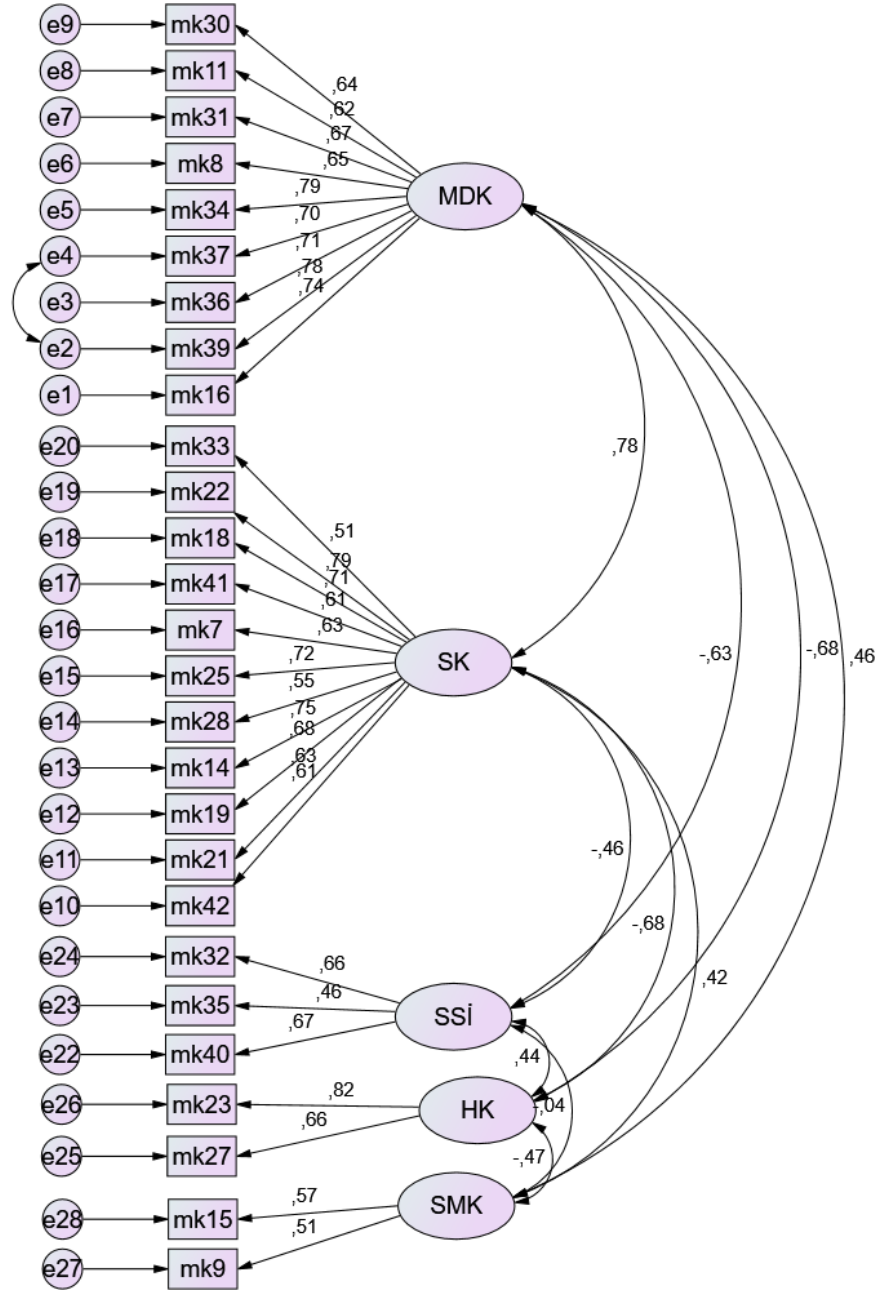 e9 mk30
e8 mk11
,64
,62
e7 mk31
,67
e6 mk8
,65
MDK
e5 mk34
,79
,70
e4 mk37
,71
,78
,74
e3 mk36
e2 mk39
e1 mk16
e20 mk33
,78
e19 mk22
e18 mk18
,51
,79
,71
e17 mk41
,61
e16 mk7
,63
SK
-,63
-,68
,46
e15 mk25
,72
,55
e14 mk28
,75
,68
e13 mk14
,63
,61
e12 mk19
e11 mk21
-,46
e10 mk42
-,68
e24 mk32
,66
,42
e23 mk35
,46
SSİ
,67
e22 mk40
,44
e26 mk23
,82
HK
-,04
,66
e25 mk27
-,47
e28 mk15
,57
SMK
,51
e27 mk9